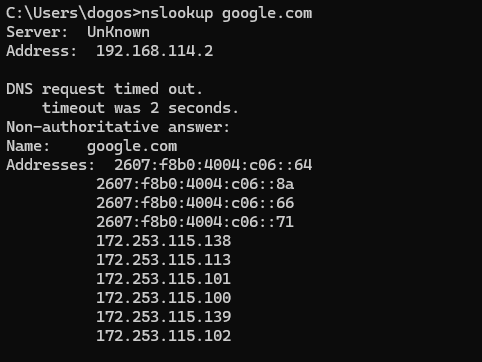 C:\Users\dogos>nslookup google.com
Server:  UnKnown
Address:  192.168.114.2

DNS request timed out.
    timeout was 2 seconds.
Non-authoritative answer:
Name:    google.com
Addresses:  2607:f8b0:4004:c06::64
          2607:f8b0:4004:c06::8a
          2607:f8b0:4004:c06::66
          2607:f8b0:4004:c06::71
          172.253.115.138
          172.253.115.113
          172.253.115.101
          172.253.115.100
          172.253.115.139
          172.253.115.102